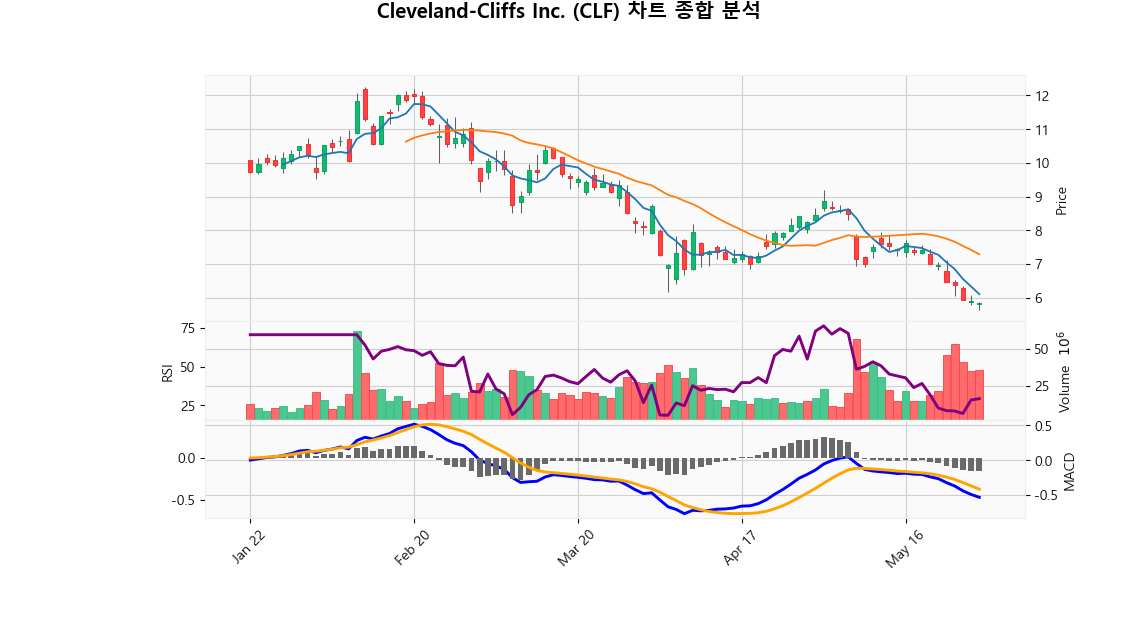 Cleveland-Cliffs Inc. (CLF) 차트 종합 분석
12
11
10
9
8
7
6
Price
75
50
25
RSI
50
25
Volume 10^6
0.0
-0.5
0.5
0.0
-0.5
MACD
Jan 22
Feb 20
Mar 20
Apr 17
May 16